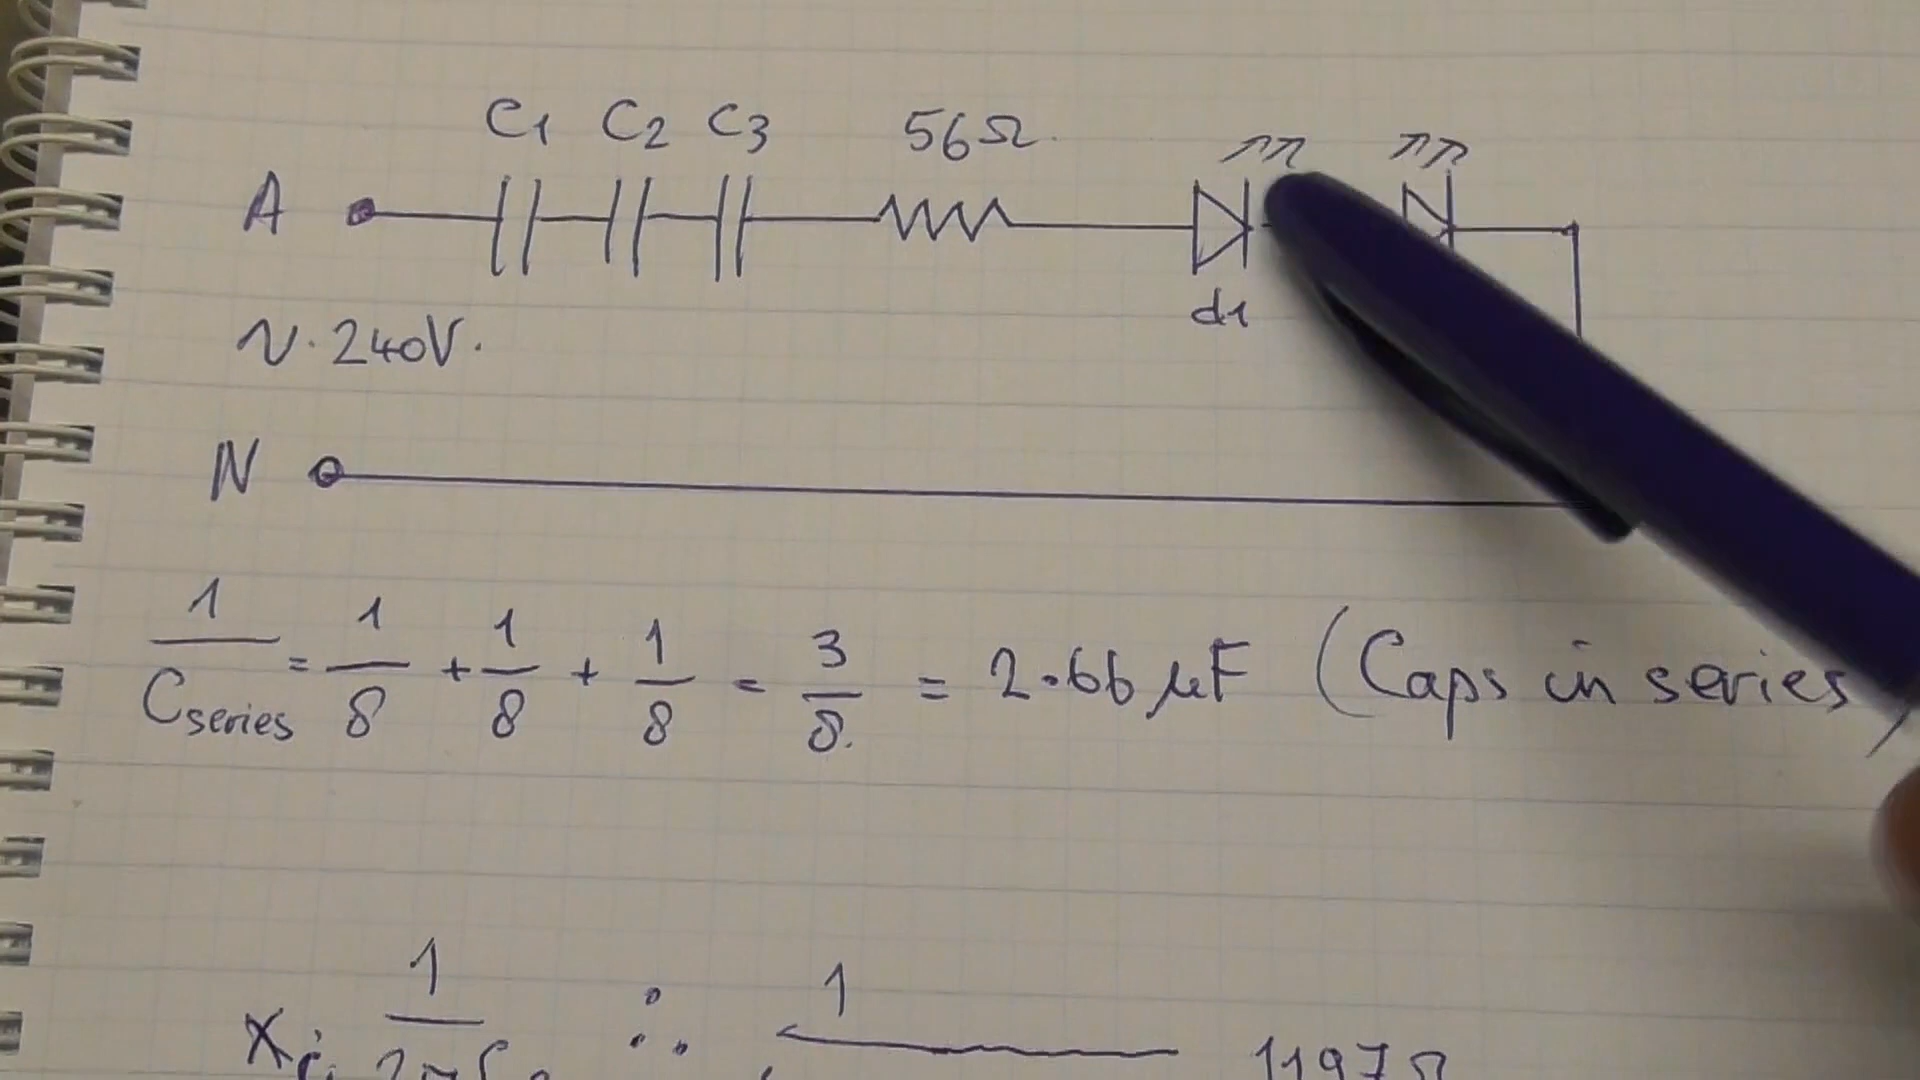 C1 C2 C3 56Ω
A
d1
~ 240V.
N
1/Cseries = 1/8 + 1/8 + 1/8 = 3/8 = 2.66 μF (Caps in series)
1 ∴ 1
Xc 1197Ω